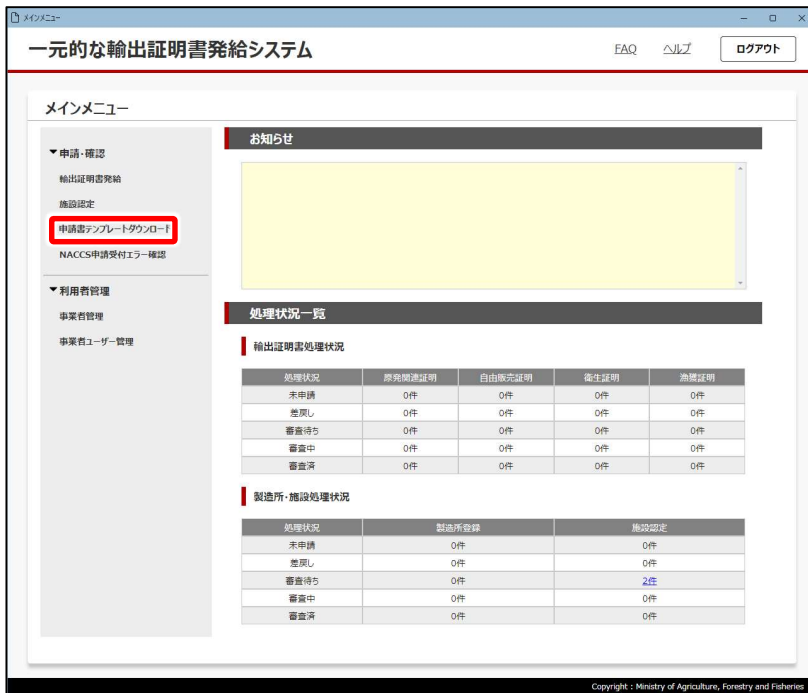 メインメニュー
一元的な輸出証明書発給システム
FAQ ヘルプ ログアウト
メインメニュー
▼申請・確認
輸出証明書発給
施設認定
申請書テンプレートダウンロード
NACCS申請受付エラー確認
▼利用者管理
事業者管理
事業者ユーザー管理
お知らせ
処理状況一覧
輸出証明書処理状況
処理状況 原発関連証明 自由販売証明 衛生証明 漁獲証明
未申請 0件 0件 0件 0件
差戻し 0件 0件 0件 0件
審査待ち 0件 0件 0件 0件
審査中 0件 0件 0件 0件
審査済 0件 0件 0件 0件
製造所・施設処理状況
処理状況 製造所登録 施設認定
未申請 0件 0件
差戻し 0件 0件
審査待ち 0件 2件
審査中 0件 0件
審査済 0件 0件
Copyright : Ministry of Agriculture, Forestry and Fisheries